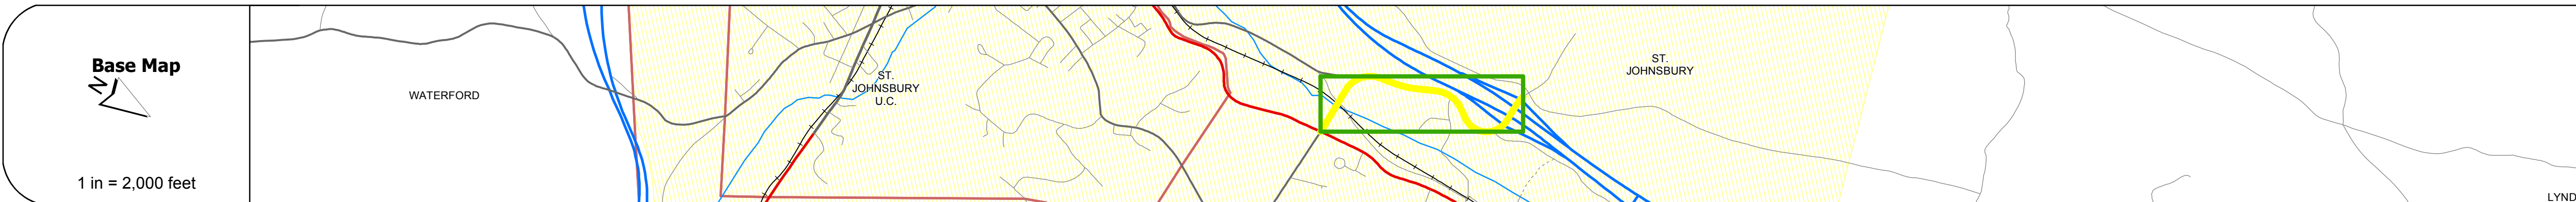 Base Map
N
1 in = 2,000 feet
WATERFORD
ST.
JOHNSBURY
U.C.
ST.
JOHNSBURY
LYND